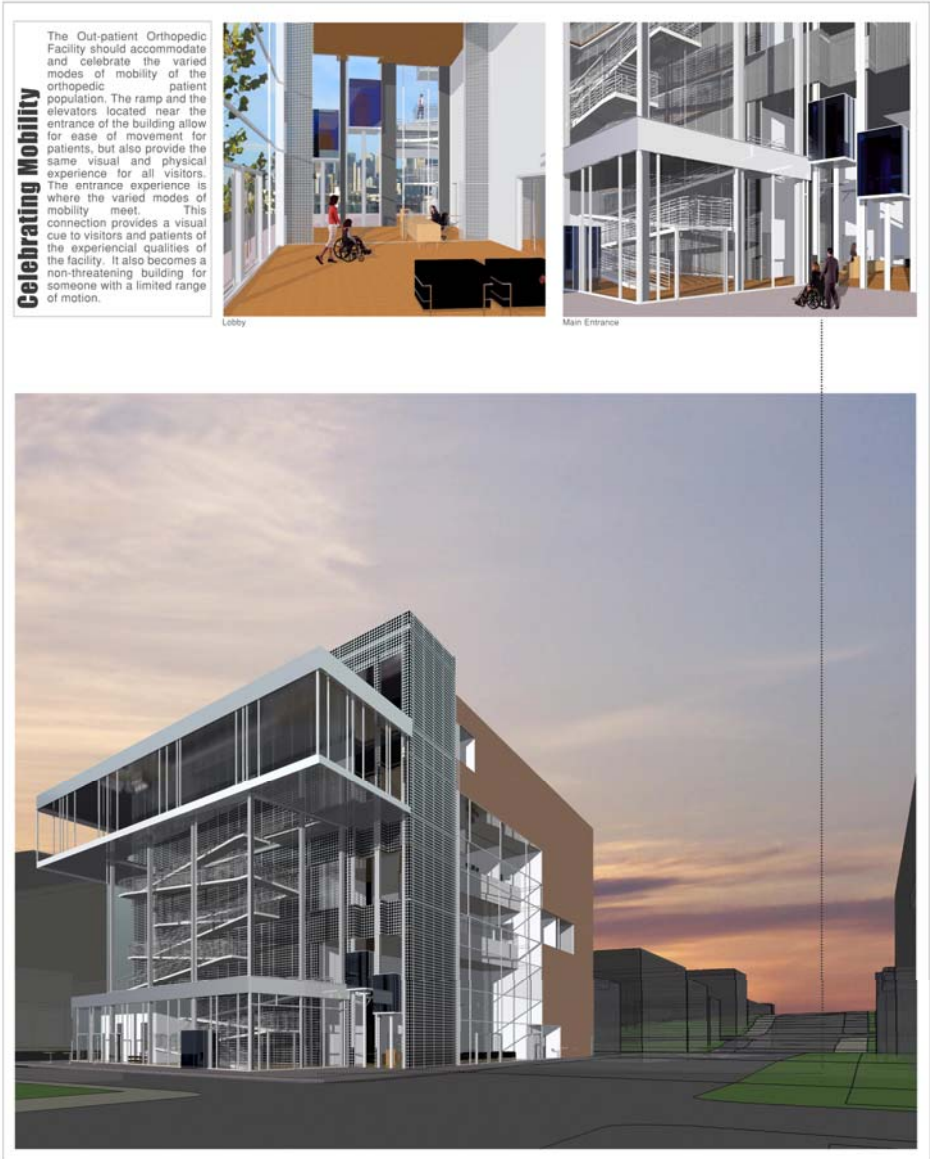 Celebrating Mobility
The Out-patient Orthopedic
Facility should accommodate
and celebrate the varied
modes of mobility of the
orthopedic patient
population. The ramp and the
elevators located near the
entrance of the building allow
for ease of movement for
patients, but also provide the
same visual and physical
experience for all visitors.
The entrance experience is
where the varied modes of
mobility meet. This
connection provides a visual
cue to visitors and patients of
the experiencial qualities of
the facility. It also becomes a
non-threatening building for
someone with a limited range
of motion.
Lobby
Main Entrance